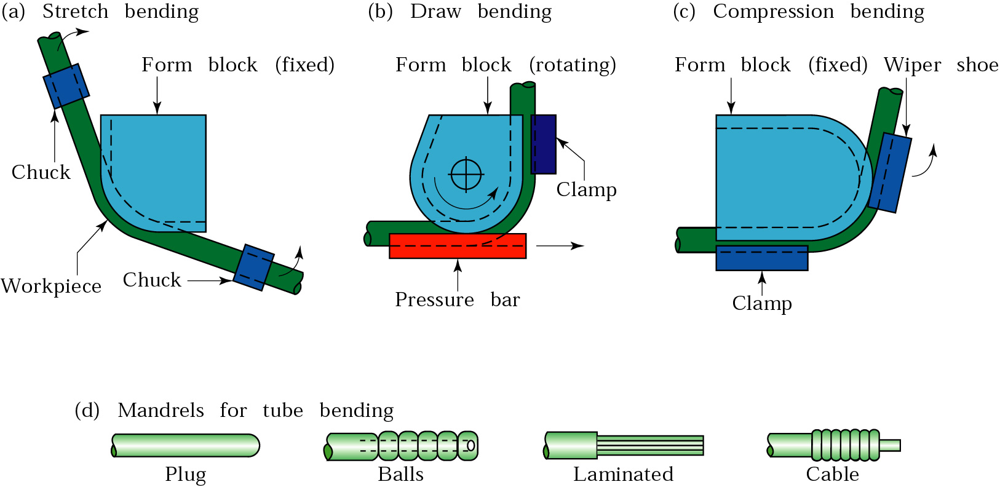 (a) Stretch bending
(b) Draw bending
(c) Compression bending
Form block (fixed)
Form block (rotating)
Form block (fixed)
Wiper shoe
Chuck
Clamp
Workpiece
Chuck
Pressure bar
Clamp
(d) Mandrels for tube bending
Plug
Balls
Laminated
Cable